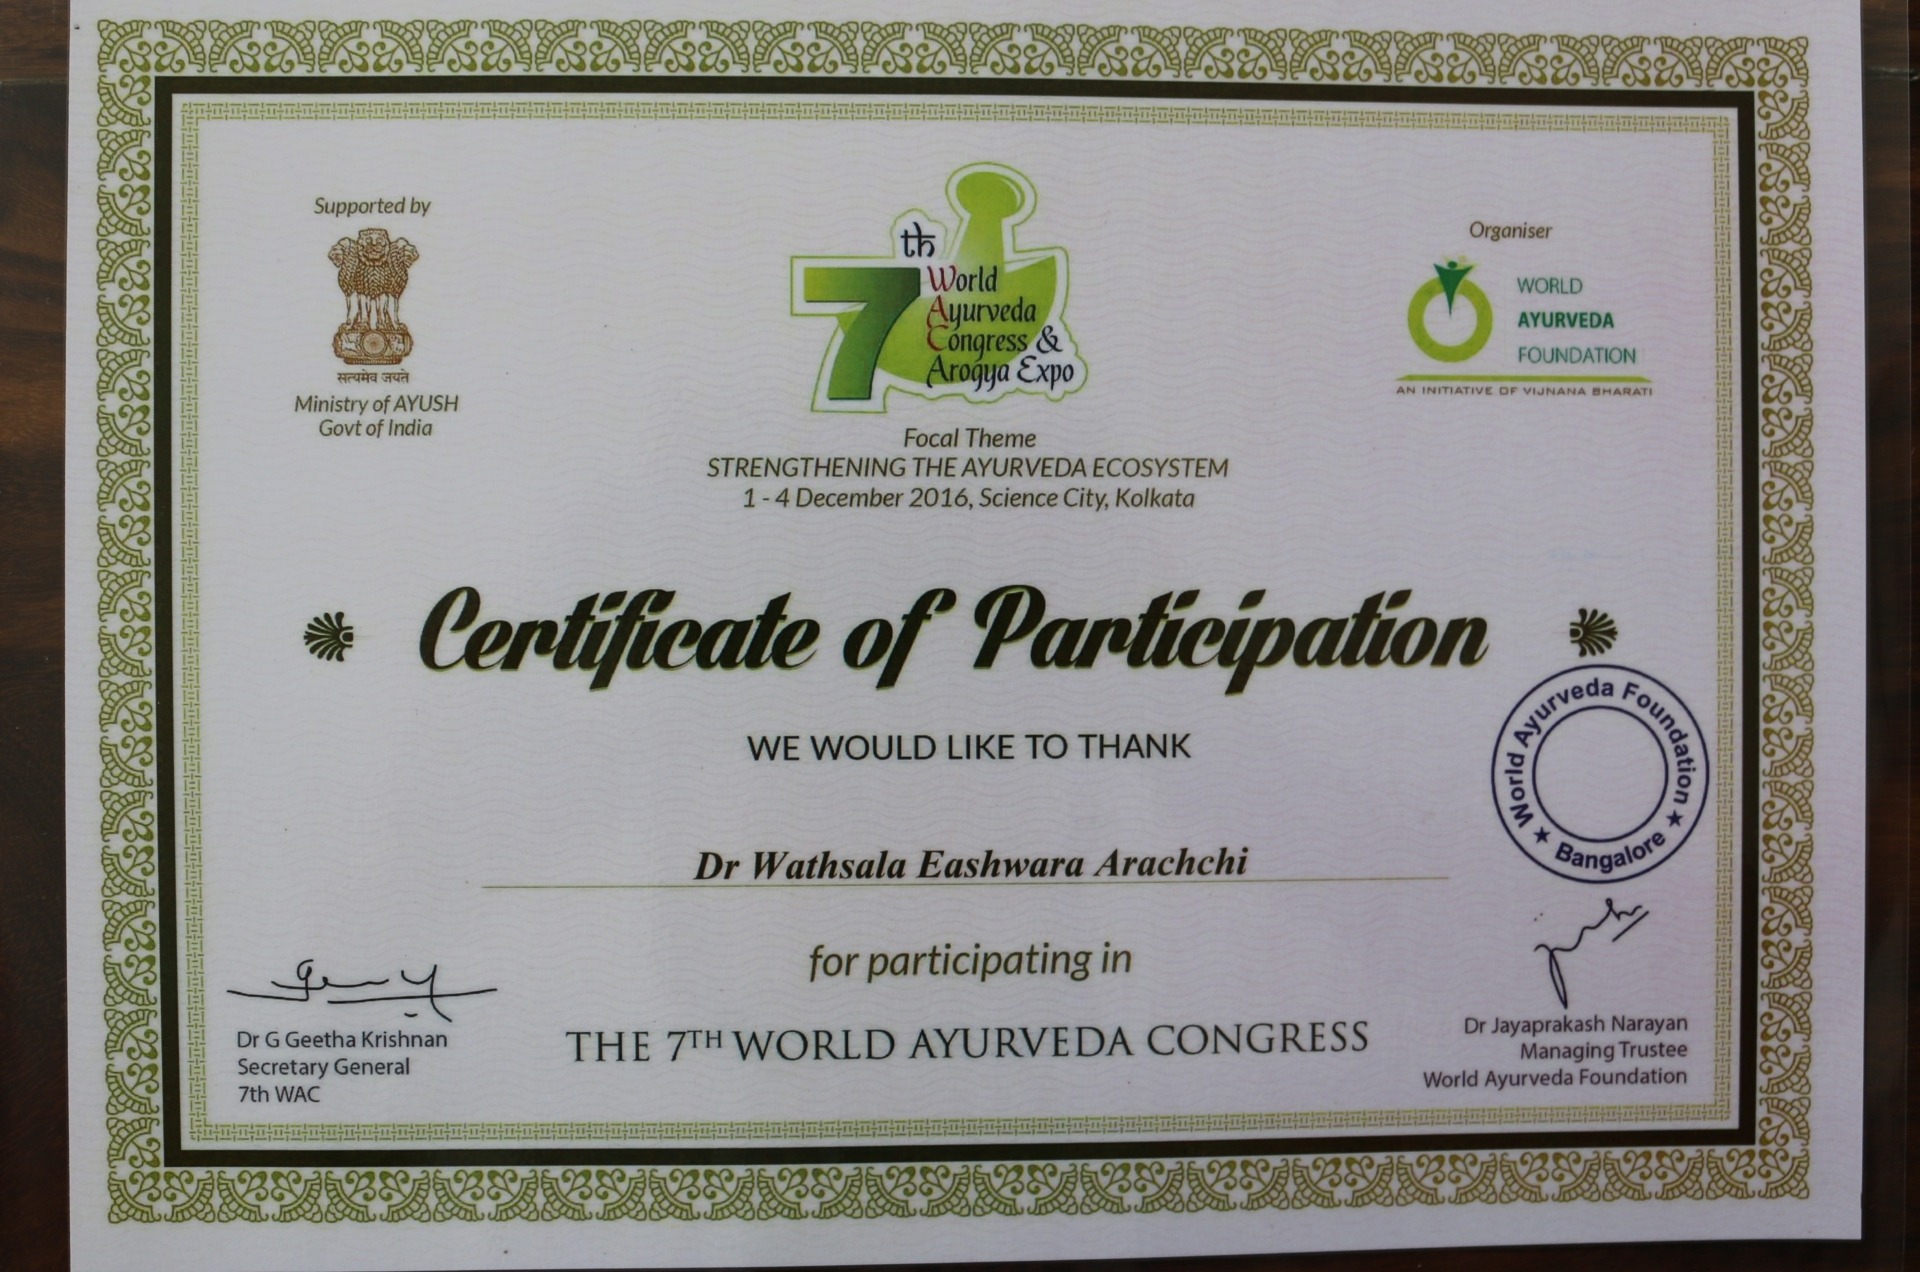 Supported by
सत्यमेव जयते
Ministry of AYUSH
Govt of India
7th
World
Ayurveda
Congress &
Arogya Expo
Organiser
WORLD
AYURVEDA
FOUNDATION
AN INITIATIVE OF VIJNANA BHARATI
Focal Theme
STRENGTHENING THE AYURVEDA ECOSYSTEM
1 - 4 December 2016, Science City, Kolkata
Certificate of Participation
WE WOULD LIKE TO THANK
World Ayurveda Foundation ★ Bangalore ★
Dr Wathsala Eashwara Arachchi
for participating in
THE 7TH WORLD AYURVEDA CONGRESS
Dr G Geetha Krishnan
Secretary General
7th WAC
Dr Jayaprakash Narayan
Managing Trustee
World Ayurveda Foundation